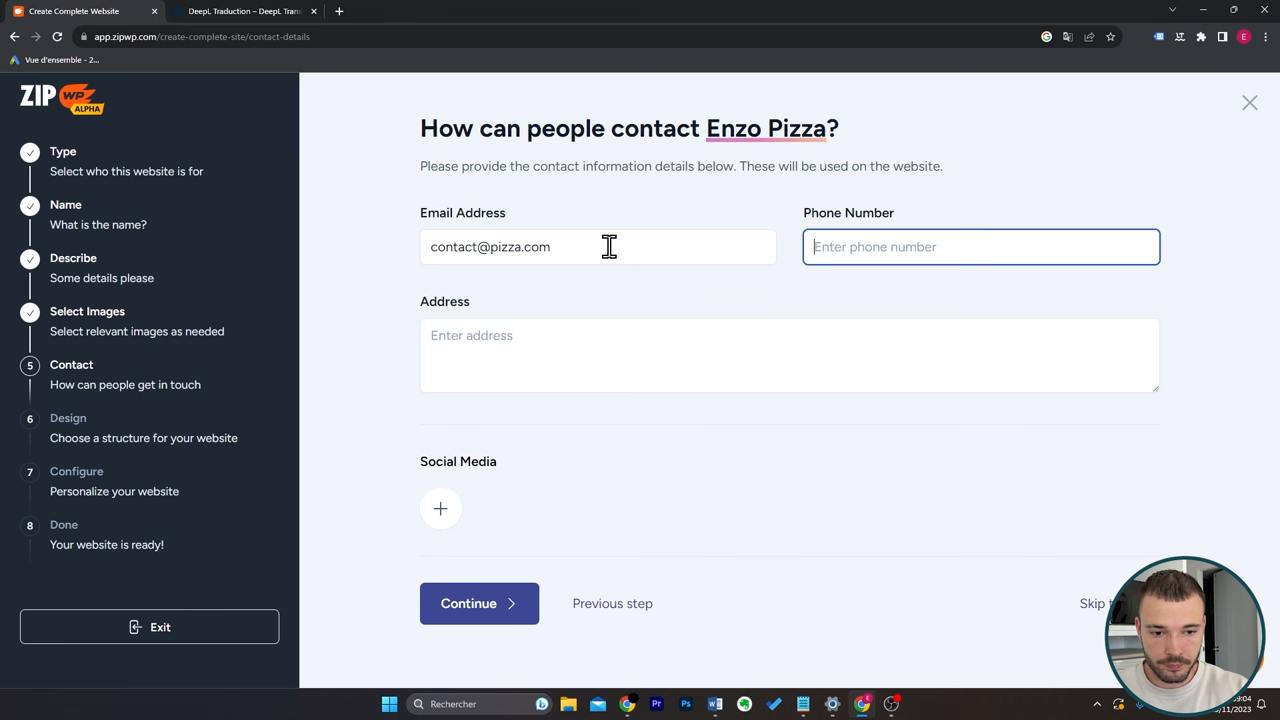 Create Complete Website
DeepL Traduction – DeepL Tran
app.zipwp.com/create-complete-site/contact-details
E
Vue d'ensemble - 2...
ZIP WP ALPHA
Type
Select who this website is for
Name
What is the name?
Describe
Some details please
Select Images
Select relevant images as needed
5 Contact
How can people get in touch
6 Design
Choose a structure for your website
7 Configure
Personalize your website
8 Done
Your website is ready!
Exit
How can people contact Enzo Pizza?
Please provide the contact information details below. These will be used on the website.
Email Address
Phone Number
contact@pizza.com
Enter phone number
Address
Enter address
Social Media
Continue
Previous step
Skip
Rechercher